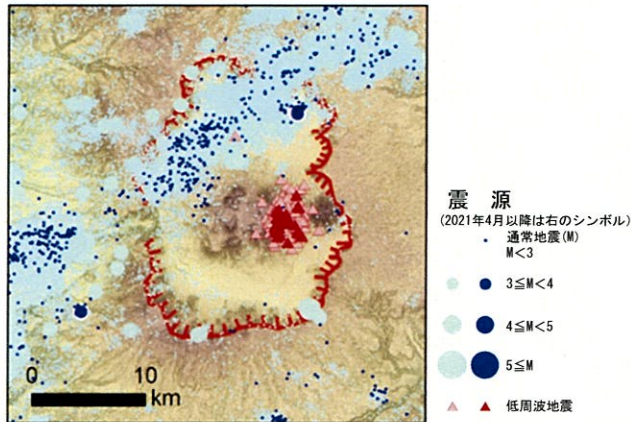 震 源
(2021年4月以降は右のシンボル)
通常地震(M)
M<3
3≦M<4
4≦M<5
5≦M
低周波地震
0 10
km